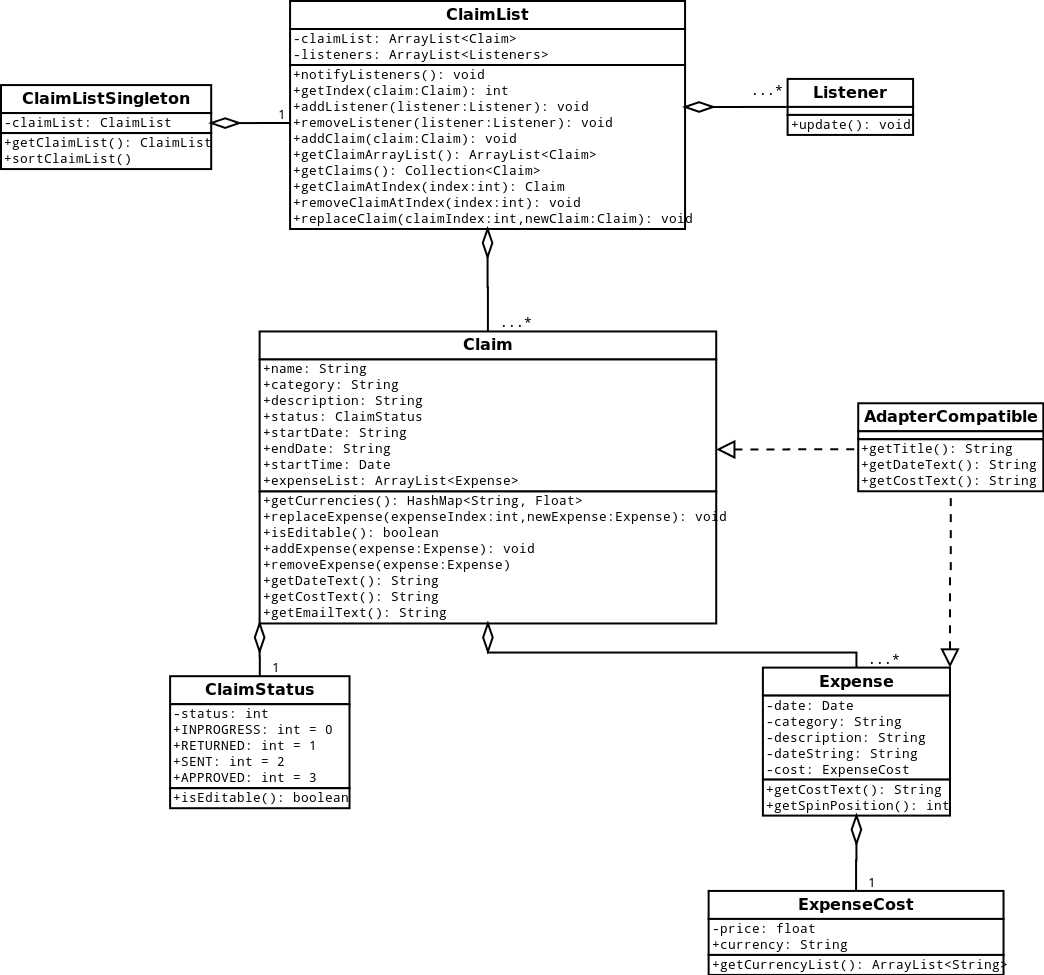 ClaimList
-claimList: ArrayList<Claim>
-listeners: ArrayList<Listeners>
+notifyListeners(): void
+getIndex(claim:Claim): int
+addListener(listener:Listener): void
+removeListener(listener:Listener): void
+addClaim(claim:Claim): void
+getClaimArrayList(): ArrayList<Claim>
+getClaims(): Collection<Claim>
+getClaimAtIndex(index:int): Claim
+removeClaimAtIndex(index:int): void
+replaceClaim(claimIndex:int,newClaim:Claim): void
ClaimListSingleton
-claimList: ClaimList
+getClaimList(): ClaimList
+sortClaimList()
1
...*
Listener
+update(): void
...*
Claim
+name: String
+category: String
+description: String
+status: ClaimStatus
+startDate: String
+endDate: String
+startTime: Date
+expenseList: ArrayList<Expense>
+getCurrencies(): HashMap<String, Float>
+replaceExpense(expenseIndex:int,newExpense:Expense): void
+isEditable(): boolean
+addExpense(expense:Expense): void
+removeExpense(expense:Expense)
+getDateText(): String
+getCostText(): String
+getEmailText(): String
AdapterCompatible
+getTitle(): String
+getDateText(): String
+getCostText(): String
1
ClaimStatus
-status: int
+INPROGRESS: int = 0
+RETURNED: int = 1
+SENT: int = 2
+APPROVED: int = 3
+isEditable(): boolean
...*
Expense
-date: Date
-category: String
-description: String
-dateString: String
-cost: ExpenseCost
+getCostText(): String
+getSpinPosition(): int
1
ExpenseCost
-price: float
+currency: String
+getCurrencyList(): ArrayList<String>